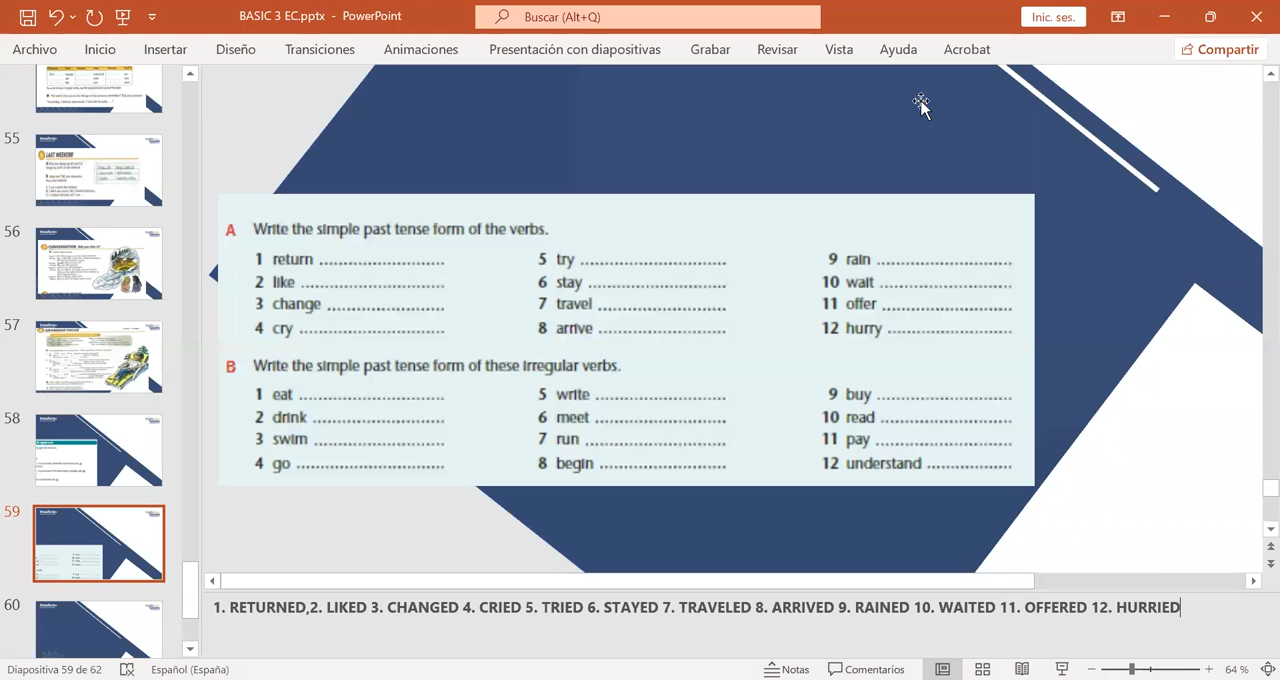 BASIC 3 EC.pptx - PowerPoint
Buscar (Alt+Q)
Inic. ses.
Archivo Inicio Insertar Diseño Transiciones Animaciones Presentación con diapositivas Grabar Revisar Vista Ayuda Acrobat
Compartir
55
LAST WEEKEND
56
CONVERSATION
57
GRAMMAR FOCUS
58
59
60
A Write the simple past tense form of the verbs.
1 return ........................ 5 try ........................ 9 rain ........................
2 like ........................ 6 stay ........................ 10 wait ........................
3 change ........................ 7 travel ........................ 11 offer ........................
4 cry ........................ 8 arrive ........................ 12 hurry ........................
B Write the simple past tense form of these irregular verbs.
1 eat ........................ 5 write ........................ 9 buy ........................
2 drink ........................ 6 meet ........................ 10 read ........................
3 swim ........................ 7 run ........................ 11 pay ........................
4 go ........................ 8 begin ........................ 12 understand ................
1. RETURNED,2. LIKED 3. CHANGED 4. CRIED 5. TRIED 6. STAYED 7. TRAVELED 8. ARRIVED 9. RAINED 10. WAITED 11. OFFERED 12. HURRIED
Diapositiva 59 de 62 Español (España) Notas Comentarios 64 %